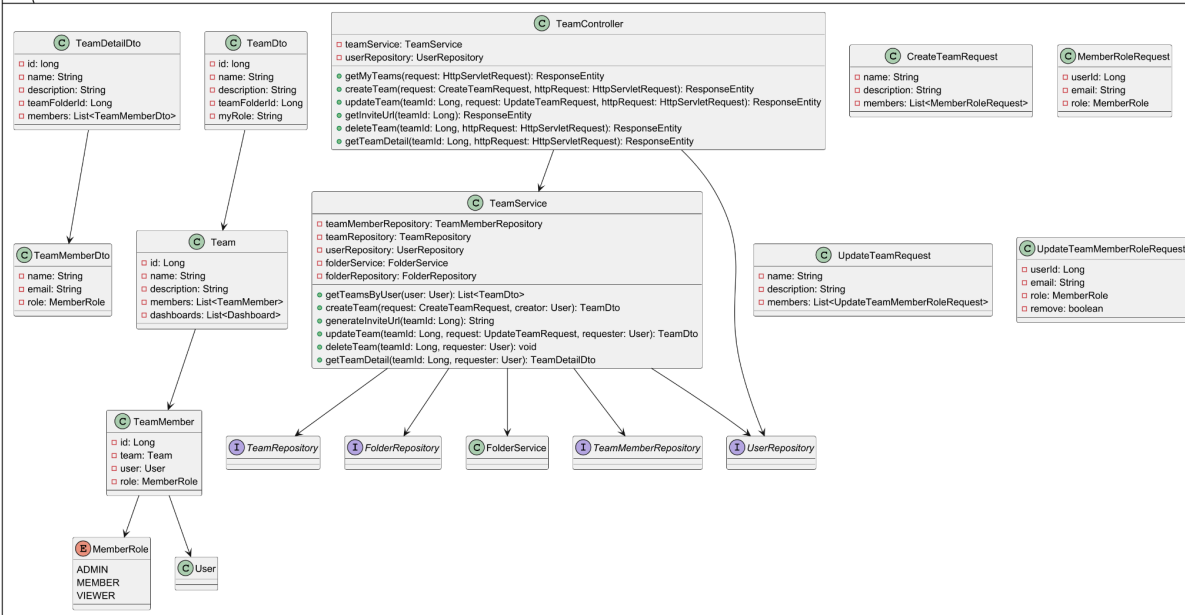 C TeamDetailDto
id: long
name: String
description: String
teamFolderId: Long
members: List<TeamMemberDto>
C TeamDto
id: long
name: String
description: String
teamFolderId: Long
myRole: String
C TeamController
teamService: TeamService
userRepository: UserRepository
getMyTeams(request: HttpServletRequest): ResponseEntity
createTeam(request: CreateTeamRequest, httpRequest: HttpServletRequest): ResponseEntity
updateTeam(teamId: Long, request: UpdateTeamRequest, httpRequest: HttpServletRequest): ResponseEntity
getInviteUrl(teamId: Long): ResponseEntity
deleteTeam(teamId: Long, httpRequest: HttpServletRequest): ResponseEntity
getTeamDetail(teamId: Long, httpRequest: HttpServletRequest): ResponseEntity
C CreateTeamRequest
name: String
description: String
members: List<MemberRoleRequest>
C MemberRoleRequest
userId: Long
email: String
role: MemberRole
C TeamMemberDto
name: String
email: String
role: MemberRole
C Team
id: Long
name: String
description: String
members: List<TeamMember>
dashboards: List<Dashboard>
C TeamService
teamMemberRepository: TeamMemberRepository
teamRepository: TeamRepository
userRepository: UserRepository
folderService: FolderService
folderRepository: FolderRepository
getTeamsByUser(user: User): List<TeamDto>
createTeam(request: CreateTeamRequest, creator: User): TeamDto
generateInviteUrl(teamId: Long): String
updateTeam(teamId: Long, request: UpdateTeamRequest, requester: User): TeamDto
deleteTeam(teamId: Long, requester: User): void
getTeamDetail(teamId: Long, requester: User): TeamDetailDto
C UpdateTeamRequest
name: String
description: String
members: List<UpdateTeamMemberRoleRequest>
C UpdateTeamMemberRoleRequest
userId: Long
email: String
role: MemberRole
remove: boolean
C TeamMember
id: Long
team: Team
user: User
role: MemberRole
I TeamRepository
I FolderRepository
C FolderService
I TeamMemberRepository
I UserRepository
E MemberRole
ADMIN
MEMBER
VIEWER
C User